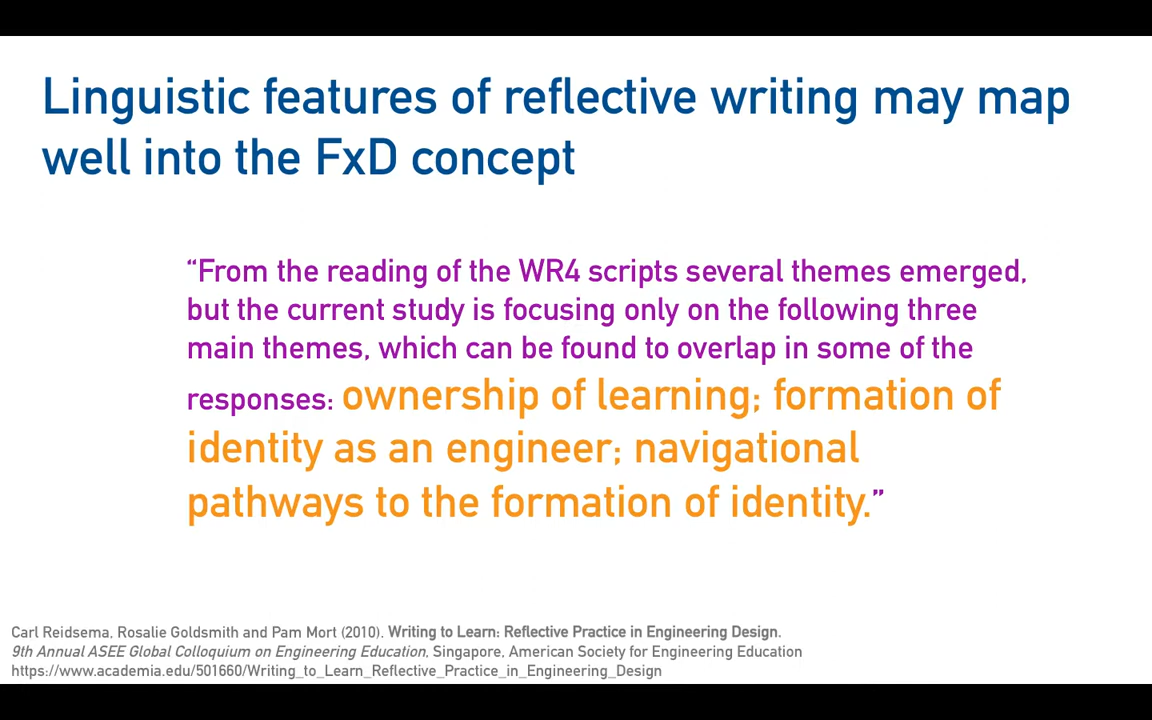 Linguistic features of reflective writing may map
well into the FxD concept
“From the reading of the WR4 scripts several themes emerged,
but the current study is focusing only on the following three
main themes, which can be found to overlap in some of the
responses: ownership of learning; formation of
identity as an engineer; navigational
pathways to the formation of identity.”
Carl Reidsema, Rosalie Goldsmith and Pam Mort (2010). Writing to Learn: Reflective Practice in Engineering Design.
9th Annual ASEE Global Colloquium on Engineering Education, Singapore, American Society for Engineering Education
https://www.academia.edu/501660/Writing_to_Learn_Reflective_Practice_in_Engineering_Design